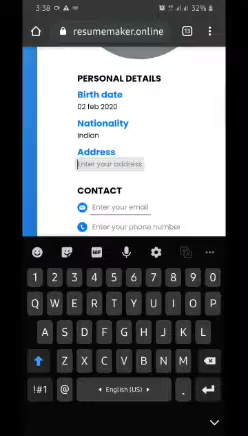 3:38
32%
resumemaker.online
PERSONAL DETAILS
Birth date
02 feb 2020
Nationality
indian
Address
Enter your address
CONTACT
Enter your email
Enter your phone number
GIF
1 2 3 4 5 6 7 8 9 0
Q W E R T Y U I O P
A S D F G H J K L
Z X C V B N M
!#1 @ English (US) .